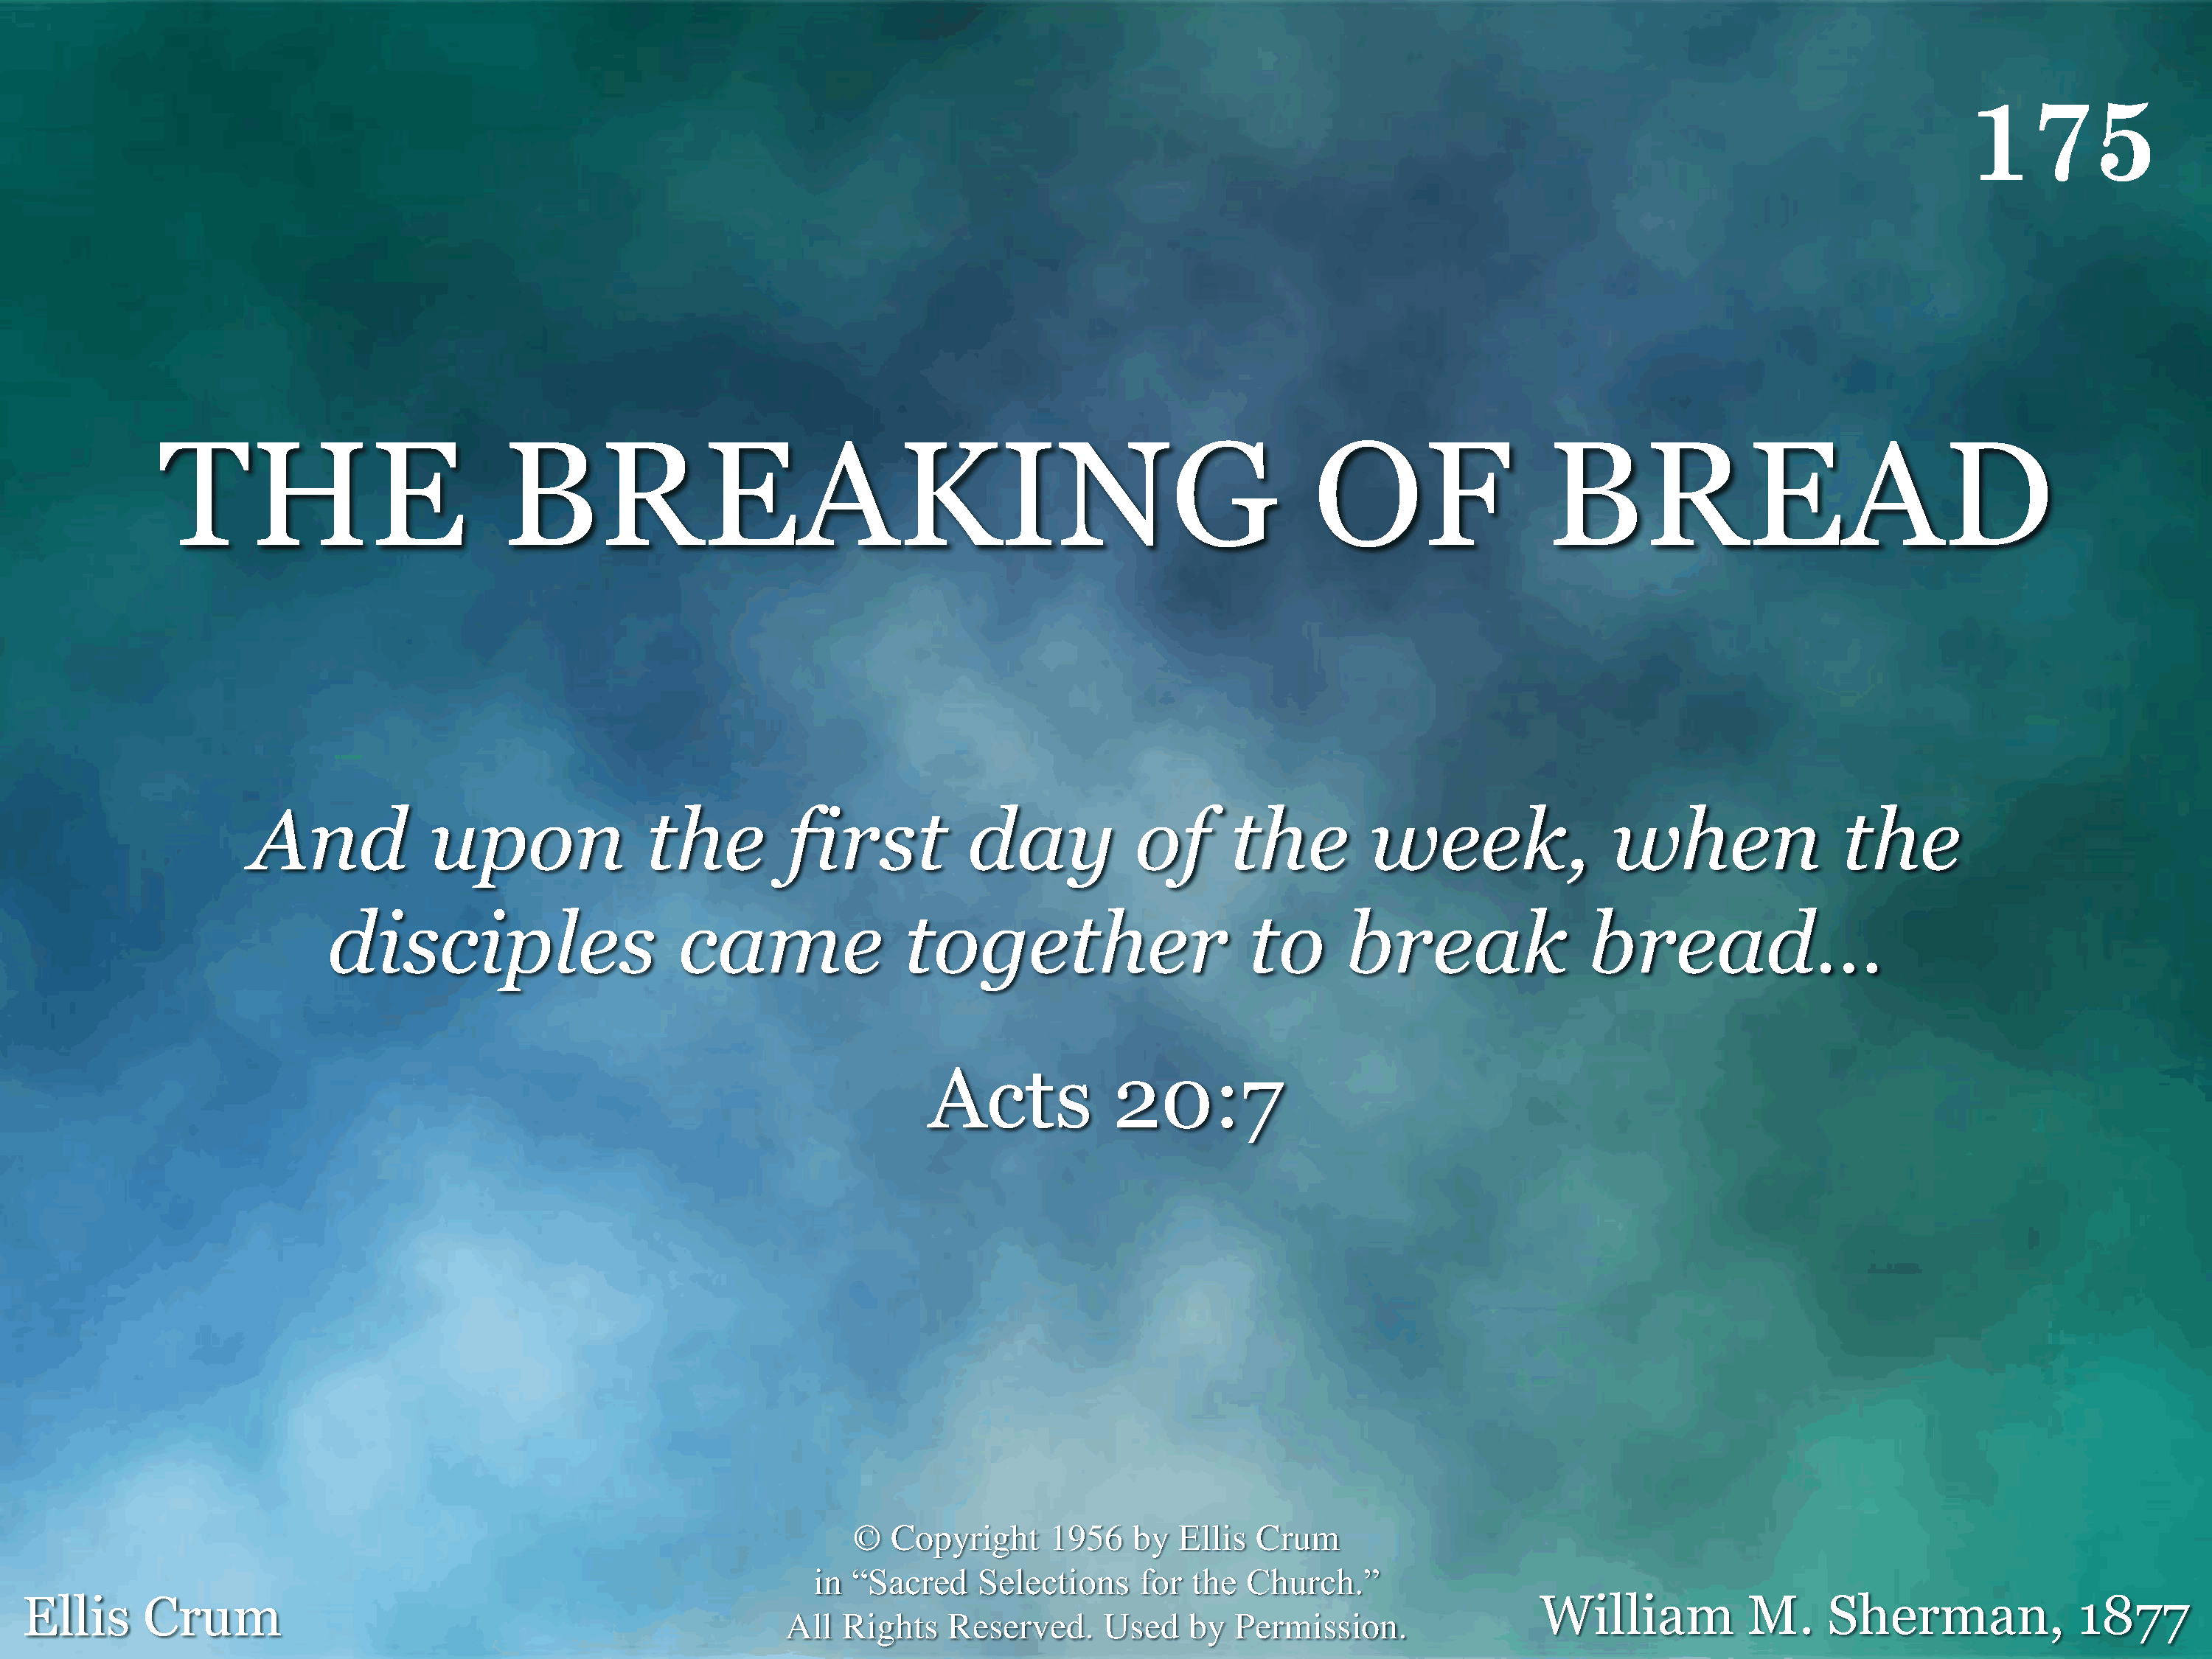 175
THE BREAKING OF BREAD
And upon the first day of the week, when the
disciples came together to break bread...
Acts 20:7
© Copyright 1956 by Ellis Crum
in “Sacred Selections for the Church.”
All Rights Reserved. Used by Permission.
Ellis Crum
William M. Sherman, 1877